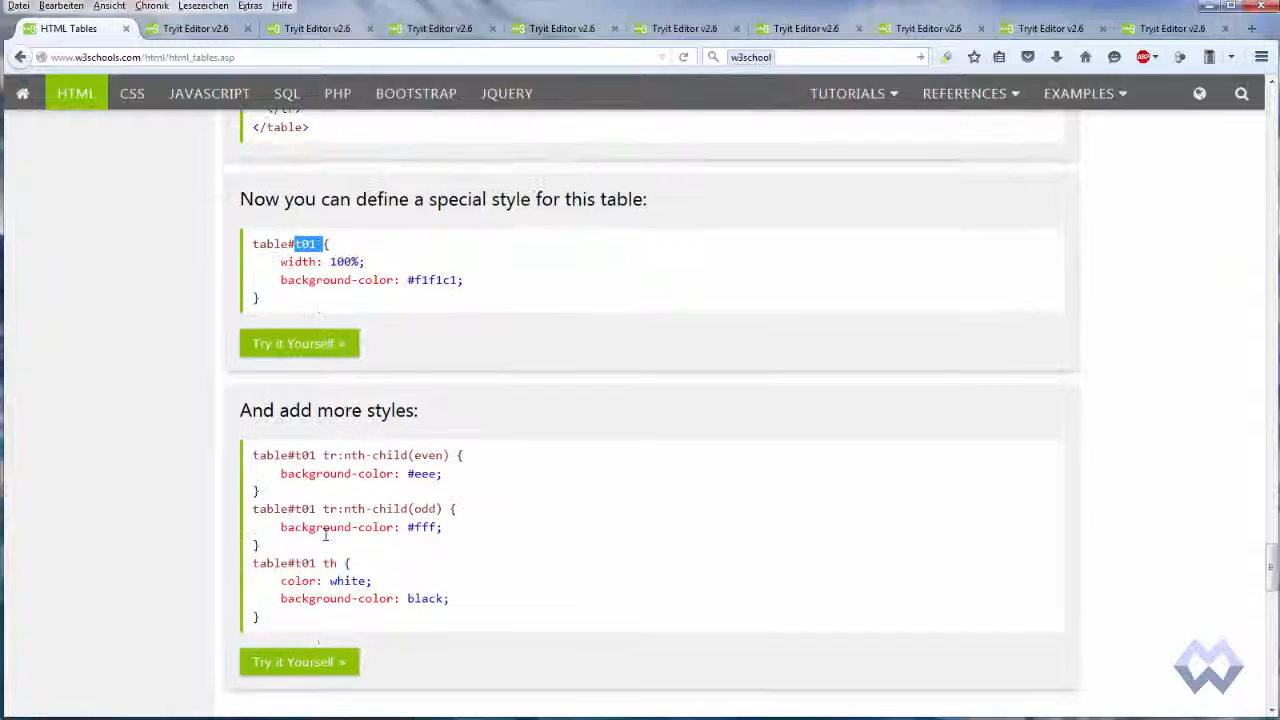 Datei Bearbeiten Ansicht Chronik Lesezeichen Extras Hilfe
HTML Tables × Tryit Editor v2.6 × Tryit Editor v2.6 × Tryit Editor v2.6 × Tryit Editor v2.6 × Tryit Editor v2.6 × Tryit Editor v2.6 × Tryit Editor v2.6 × Tryit Editor v2.6 × Tryit Editor v2.6 × +
www.w3schools.com/html/html_tables.asp w3school
HTML CSS JAVASCRIPT SQL PHP BOOTSTRAP JQUERY TUTORIALS REFERENCES EXAMPLES
</tr>
</table>
Now you can define a special style for this table:
table#t01 {
width: 100%;
background-color: #f1f1c1;
}
Try it Yourself »
And add more styles:
table#t01 tr:nth-child(even) {
background-color: #eee;
}
table#t01 tr:nth-child(odd) {
background-color: #fff;
}
table#t01 th {
color: white;
background-color: black;
}
Try it Yourself »